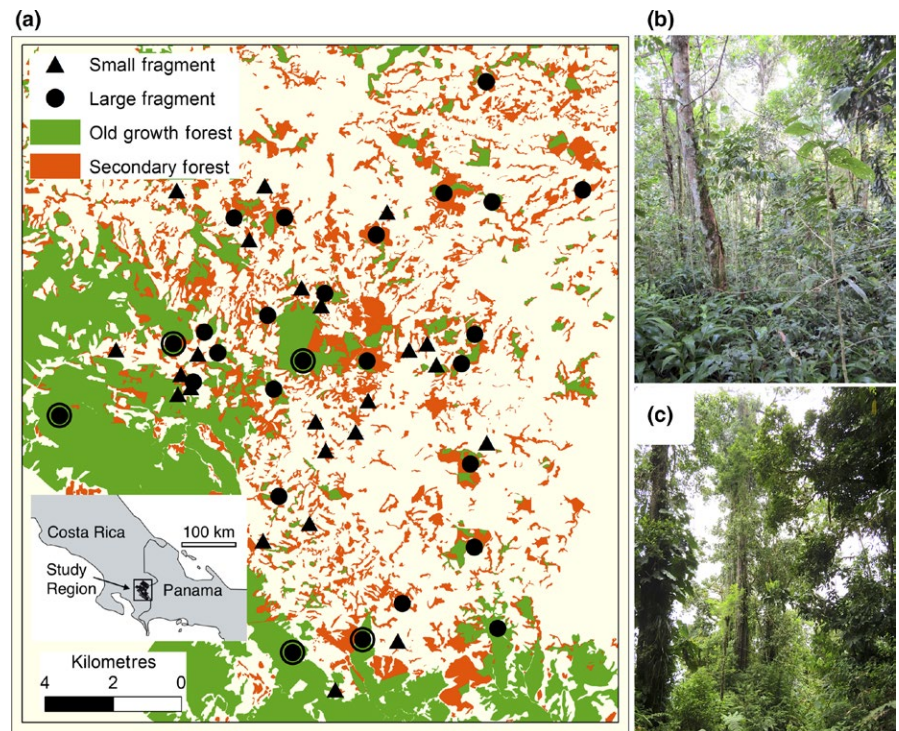 (a)
Small fragment
Large fragment
Old growth forest
Secondary forest
Costa Rica
100 km
Study
Region
Panama
Kilometres
4 2 0
(b)
(c)